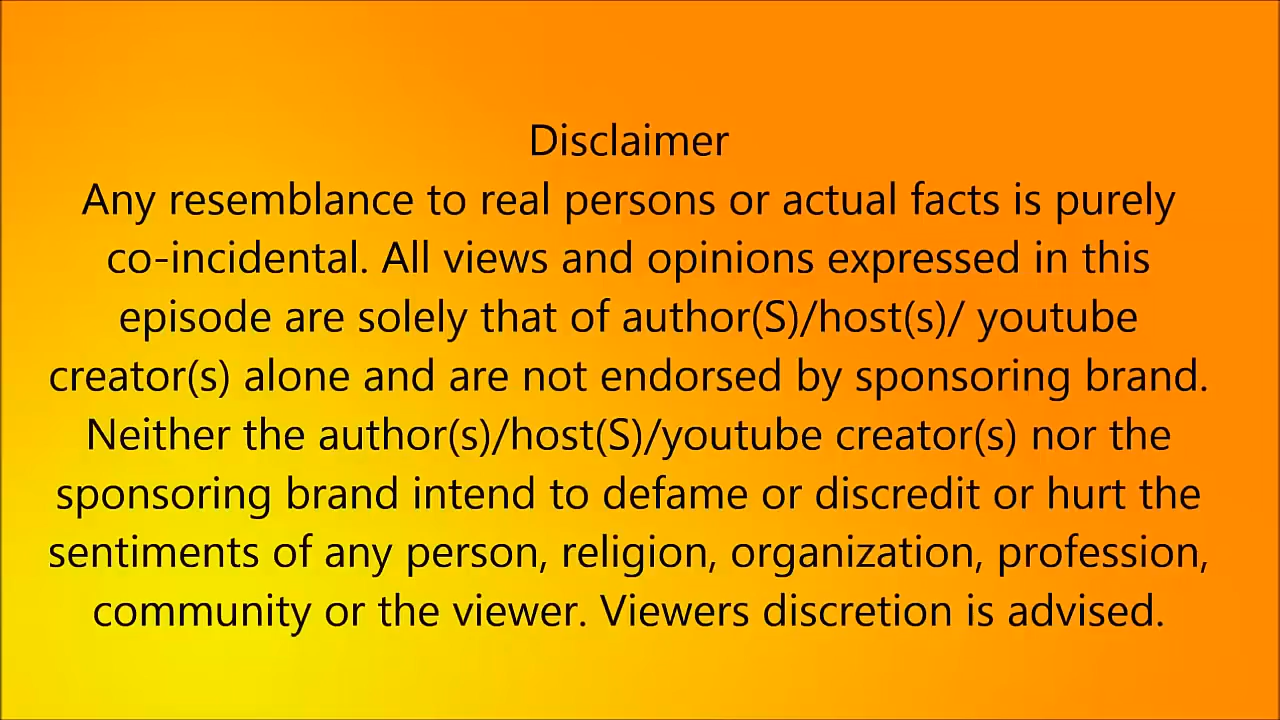 Disclaimer
Any resemblance to real persons or actual facts is purely
co-incidental. All views and opinions expressed in this
episode are solely that of author(S)/host(s)/ youtube
creator(s) alone and are not endorsed by sponsoring brand.
Neither the author(s)/host(S)/youtube creator(s) nor the
sponsoring brand intend to defame or discredit or hurt the
sentiments of any person, religion, organization, profession,
community or the viewer. Viewers discretion is advised.